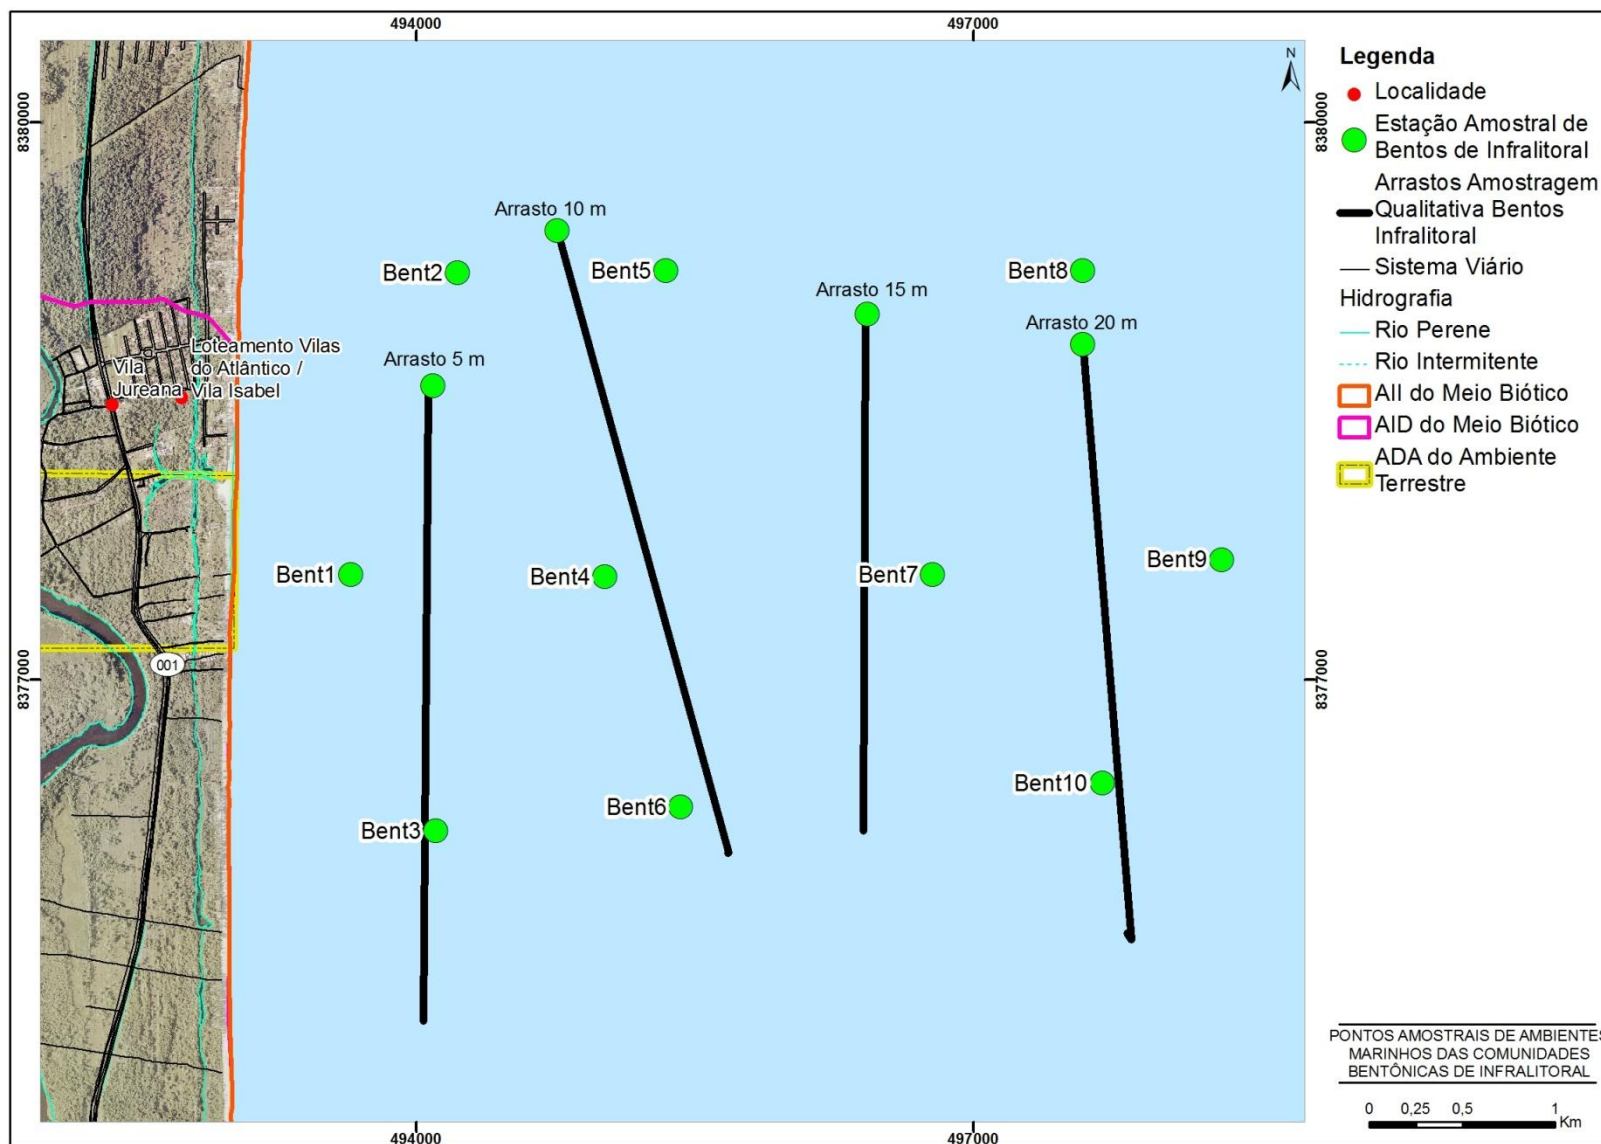 494000
497000
8380000
8380000
N
Legenda
Localidade
Estação Amostral de
Bentos de Infralitoral
Arrastos Amostragem
Qualitativa Bentos
Infralitoral
Sistema Viário
Hidrografia
Rio Perene
Rio Intermitente
AII do Meio Biótico
AID do Meio Biótico
ADA do Ambiente
Terrestre
Arrasto 10 m
Bent2
Bent5
Bent8
Arrasto 15 m
Arrasto 20 m
Arrasto 5 m
Loteamento Vilas
do Atlântico /
Vila Isabel
Vila
Jureana
Bent1
Bent4
Bent7
Bent9
001
8377000
8377000
Bent10
Bent6
Bent3
PONTOS AMOSTRAIS DE AMBIENTES
MARINHOS DAS COMUNIDADES
BENTÔNICAS DE INFRALITORAL
0 0,25 0,5 1
Km
494000
497000